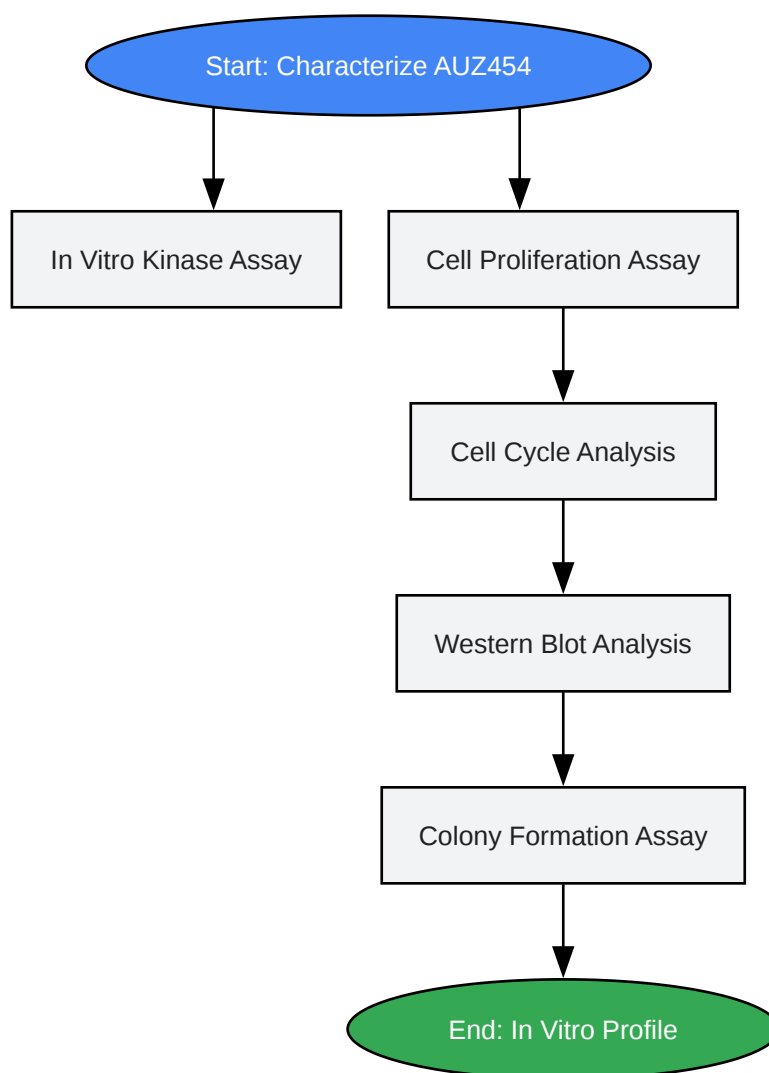 Start: Characterize AUZ454
In Vitro Kinase Assay
Cell Proliferation Assay
Cell Cycle Analysis
Western Blot Analysis
Colony Formation Assay
End: In Vitro Profile